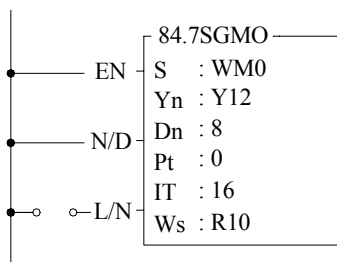 84.7SGMO
EN S : WM0
Yn : Y12
N/D Dn : 8
Pt : 0
L/N IT : 16
Ws : R10